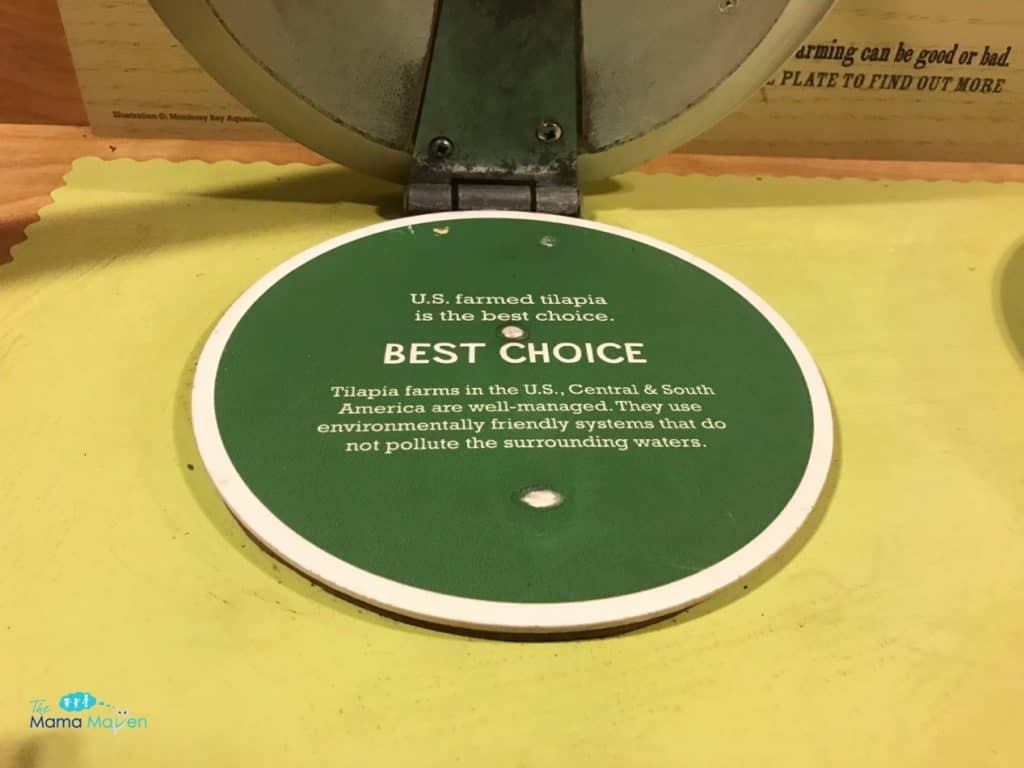 arming can be good or bad.
PLATE TO FIND OUT MORE
Illustration © Monterey Bay Aquari
U.S. farmed tilapia
is the best choice.
BEST CHOICE
Tilapia farms in the U.S., Central & South
America are well-managed. They use
environmentally friendly systems that do
not pollute the surrounding waters.
The
Mama Maven